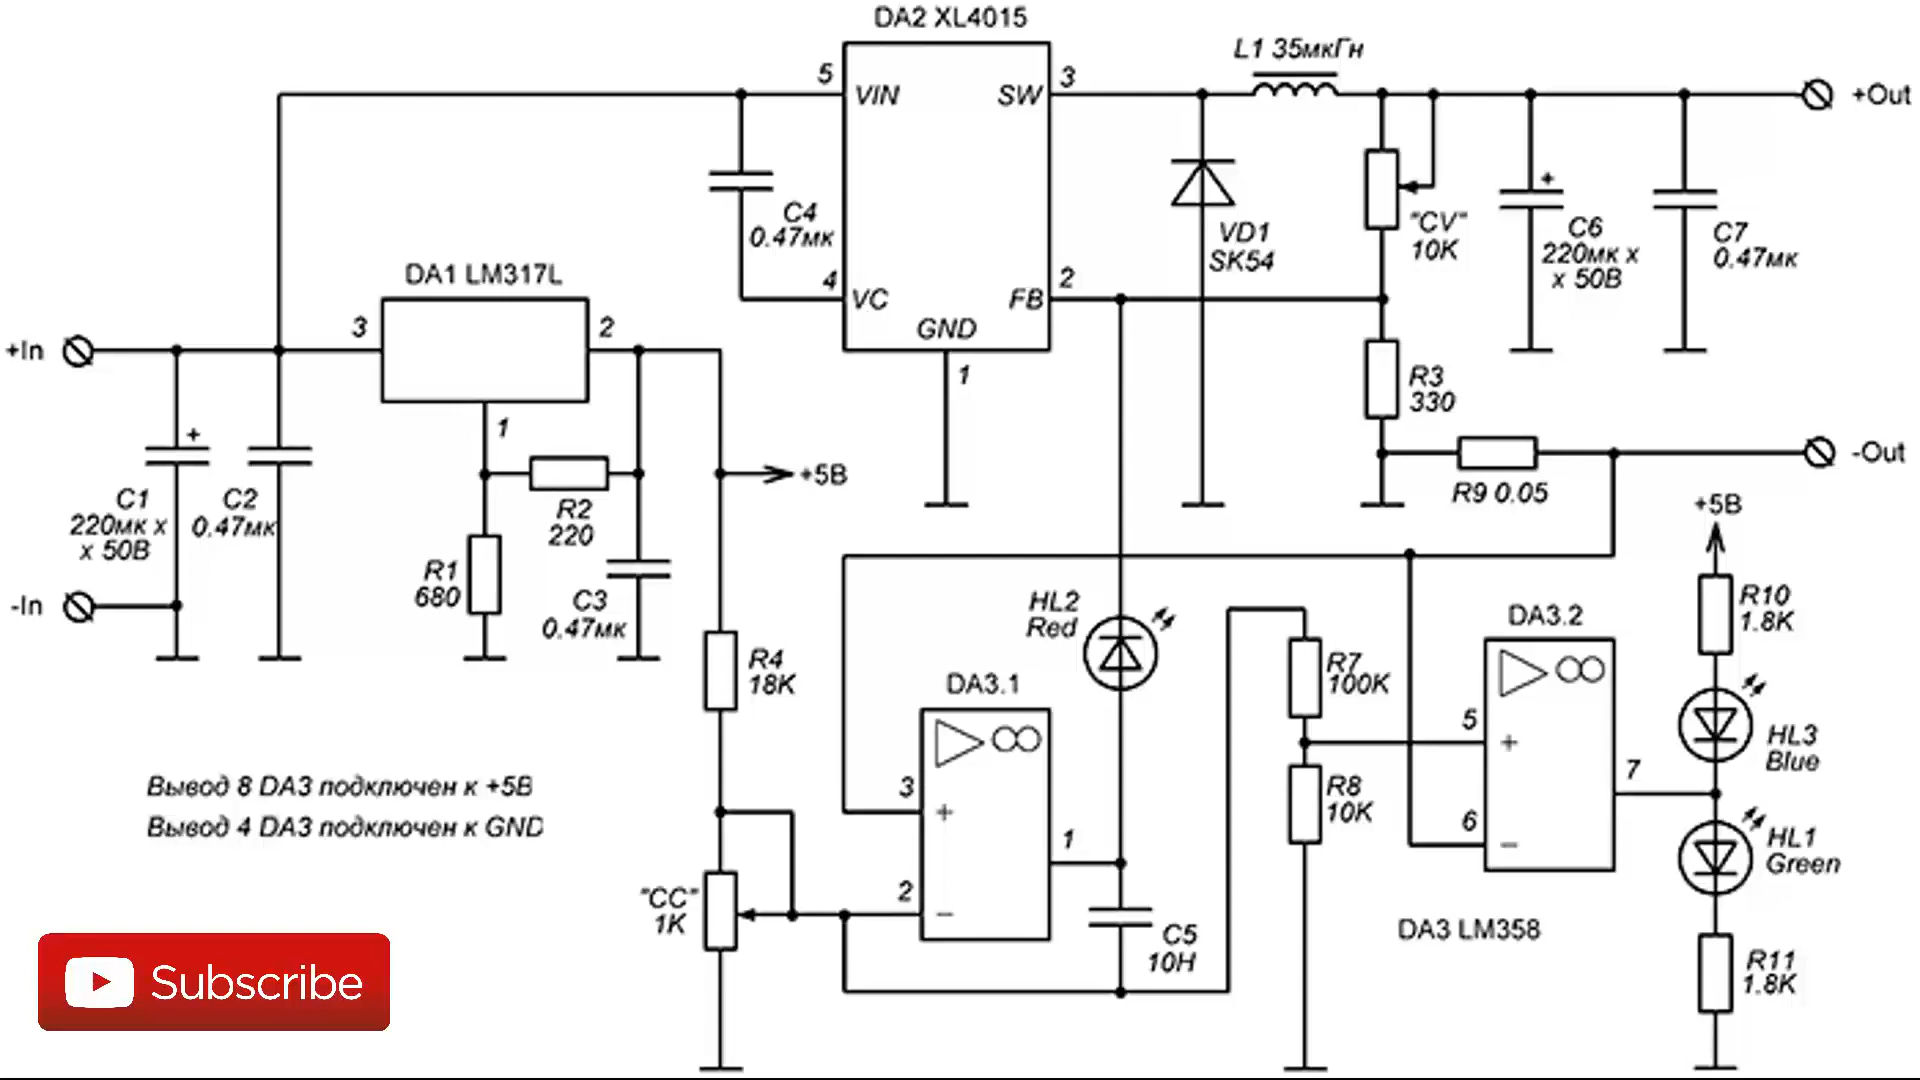 DA2 XL4015
L1 35мкГн
5
VIN
SW
3
+Out
C4
0.47мк
"CV"
10K
VD1
SK54
C6
220мк х
х 50В
C7
0.47мк
4
VC
FB
2
GND
1
DA1 LM317L
+In
3
2
1
R3
330
-Out
R9 0.05
+5В
C1
220мк х
х 50В
C2
0.47мк
R2
220
+5В
R1
680
C3
0.47мк
-In
HL2
Red
R10
1.8K
DA3.2
R4
18K
DA3.1
R7
100K
5
+
HL3
Blue
7
6
−
R8
10K
3
+
1
2
−
HL1
Green
Вывод 8 DA3 подключен к +5В
Вывод 4 DA3 подключен к GND
"CC"
1K
C5
10Н
DA3 LM358
R11
1.8K
Subscribe